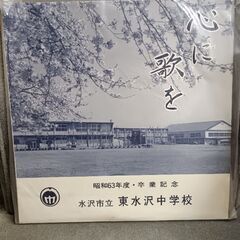 心に
歌を
昭和63年度・卒業記念
水沢市立 東水沢中学校